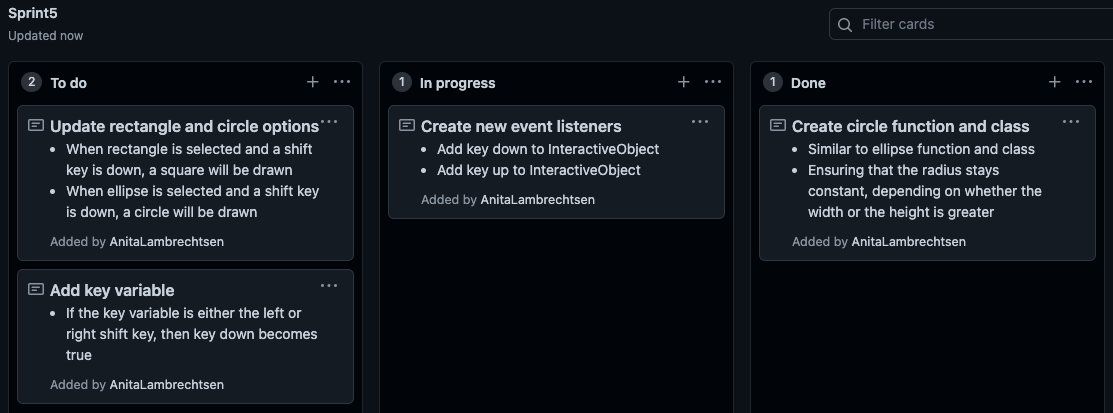 Sprint5
Updated now
Filter cards
2 To do
Update rectangle and circle options
When rectangle is selected and a shift
key is down, a square will be drawn
When ellipse is selected and a shift key
is down, a circle will be drawn
Added by AnitaLambrechtsen
Add key variable
If the key variable is either the left or
right shift key, then key down becomes
true
Added by AnitaLambrechtsen
1 In progress
Create new event listeners
Add key down to InteractiveObject
Add key up to InteractiveObject
Added by AnitaLambrechtsen
1 Done
Create circle function and class
Similar to ellipse function and class
Ensuring that the radius stays
constant, depending on whether the
width or the height is greater
Added by AnitaLambrechtsen